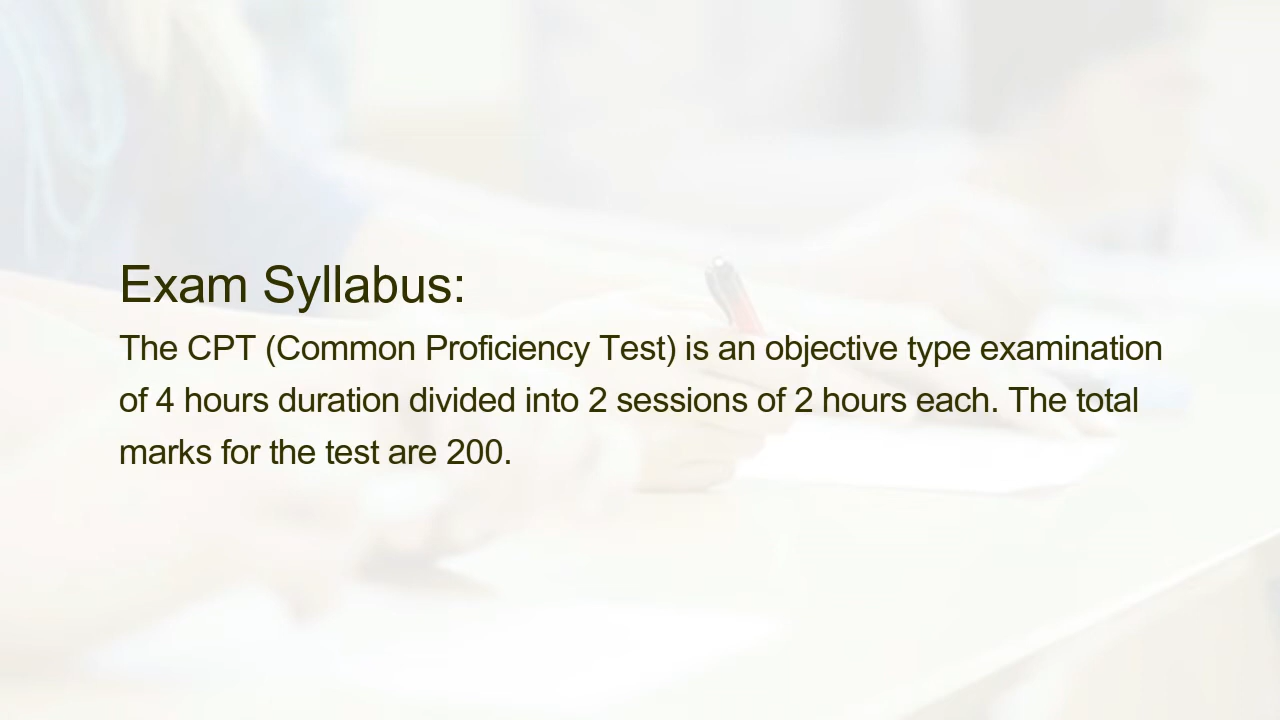 Exam Syllabus:
The CPT (Common Proficiency Test) is an objective type examination
of 4 hours duration divided into 2 sessions of 2 hours each. The total
marks for the test are 200.